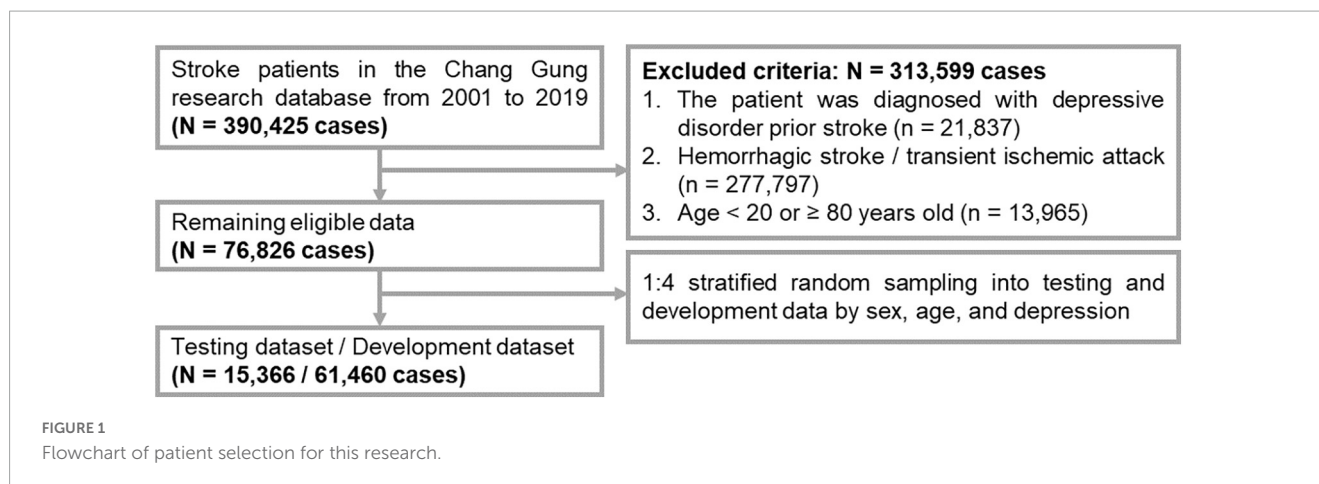 Stroke patients in the Chang Gung
research database from 2001 to 2019
(N = 390,425 cases)
Excluded criteria: N = 313,599 cases
1. The patient was diagnosed with depressive
disorder prior stroke (n = 21,837)
2. Hemorrhagic stroke / transient ischemic attack
(n = 277,797)
3. Age < 20 or ≥ 80 years old (n = 13,965)
Remaining eligible data
(N = 76,826 cases)
1:4 stratified random sampling into testing and
development data by sex, age, and depression
Testing dataset / Development dataset
(N = 15,366 / 61,460 cases)
FIGURE 1
Flowchart of patient selection for this research.